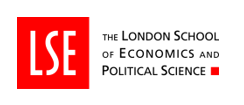 LSE
THE LONDON SCHOOL
OF ECONOMICS AND
POLITICAL SCIENCE